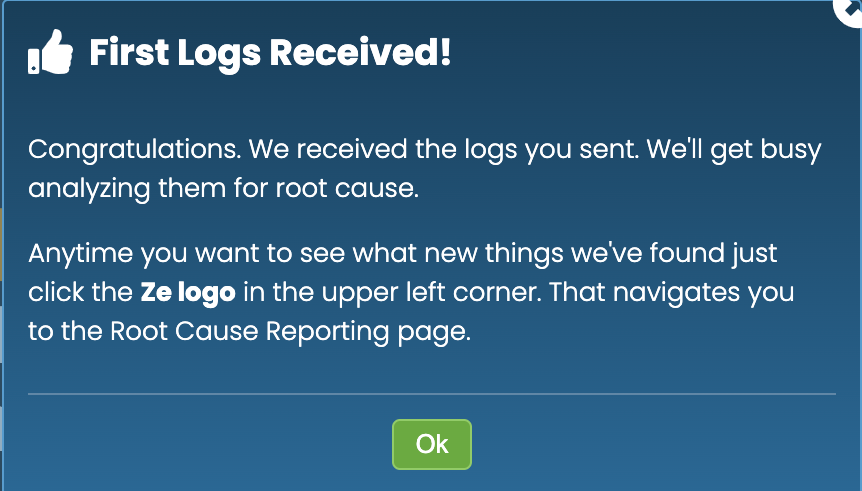 First Logs Received!
Congratulations. We received the logs you sent. We'll get busy
analyzing them for root cause.
Anytime you want to see what new things we've found just
click the Ze logo in the upper left corner. That navigates you
to the Root Cause Reporting page.
Ok